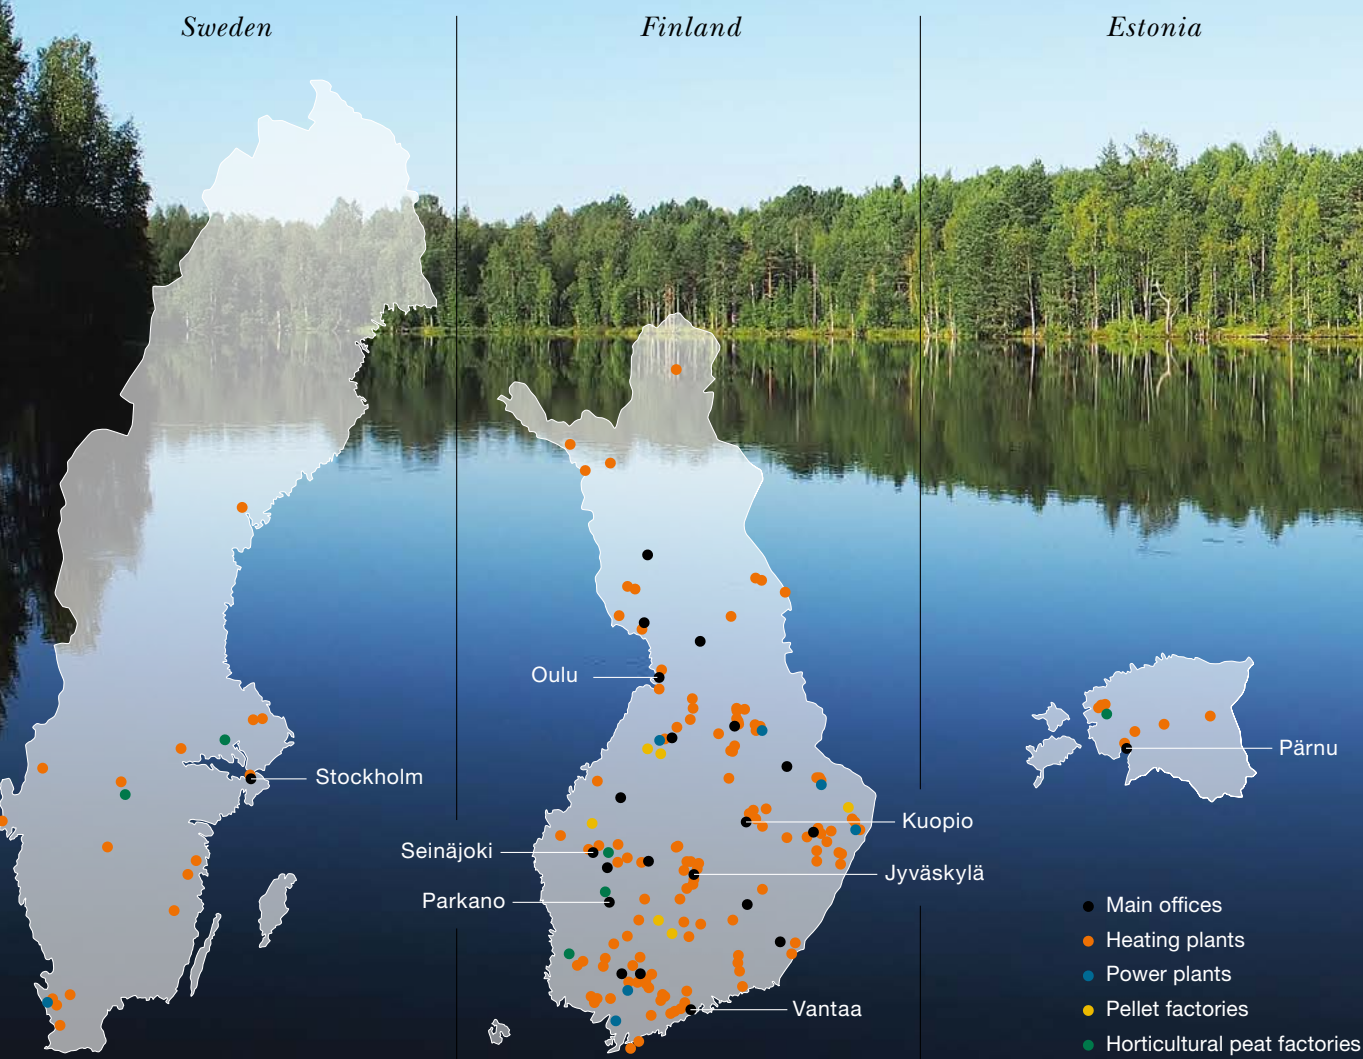 Sweden
Finland
Estonia
Oulu
Pärnu
Stockholm
Kuopio
Seinäjoki
Jyväskylä
Parkano
Vantaa
Main offices
Heating plants
Power plants
Pellet factories
Horticultural peat factories